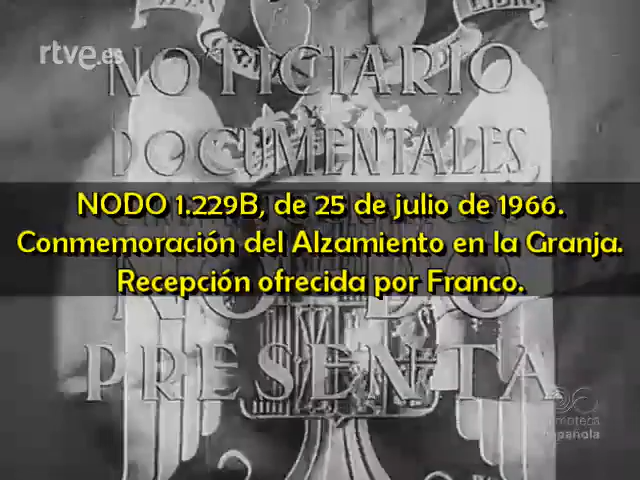 rtve.es
NOTICIARIO
DOCUMENTALES
NODO 1.229B, de 25 de julio de 1966.
Conmemoración del Alzamiento en la Granja.
Recepción ofrecida por Franco.
NO-DO
PRESENTA
española